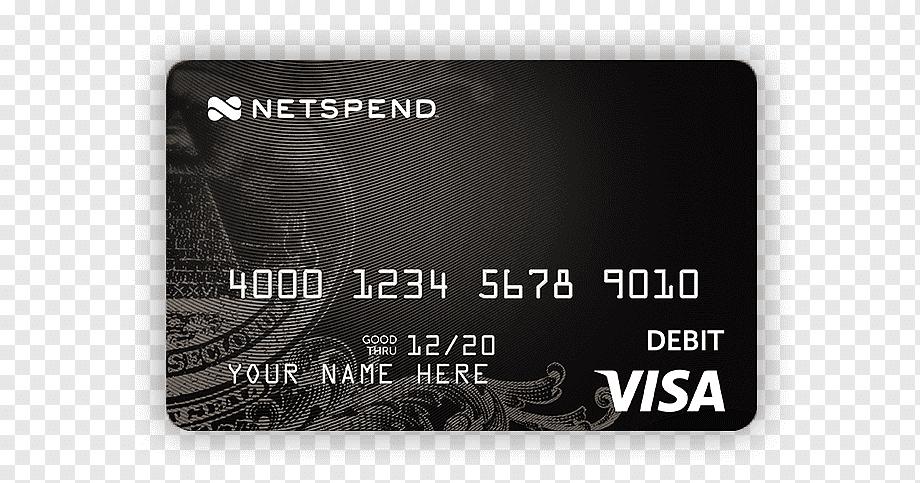 NETSPEND
4000 1234 5678 9010
GOOD THRU 12/20
DEBIT
YOUR NAME HERE
VISA